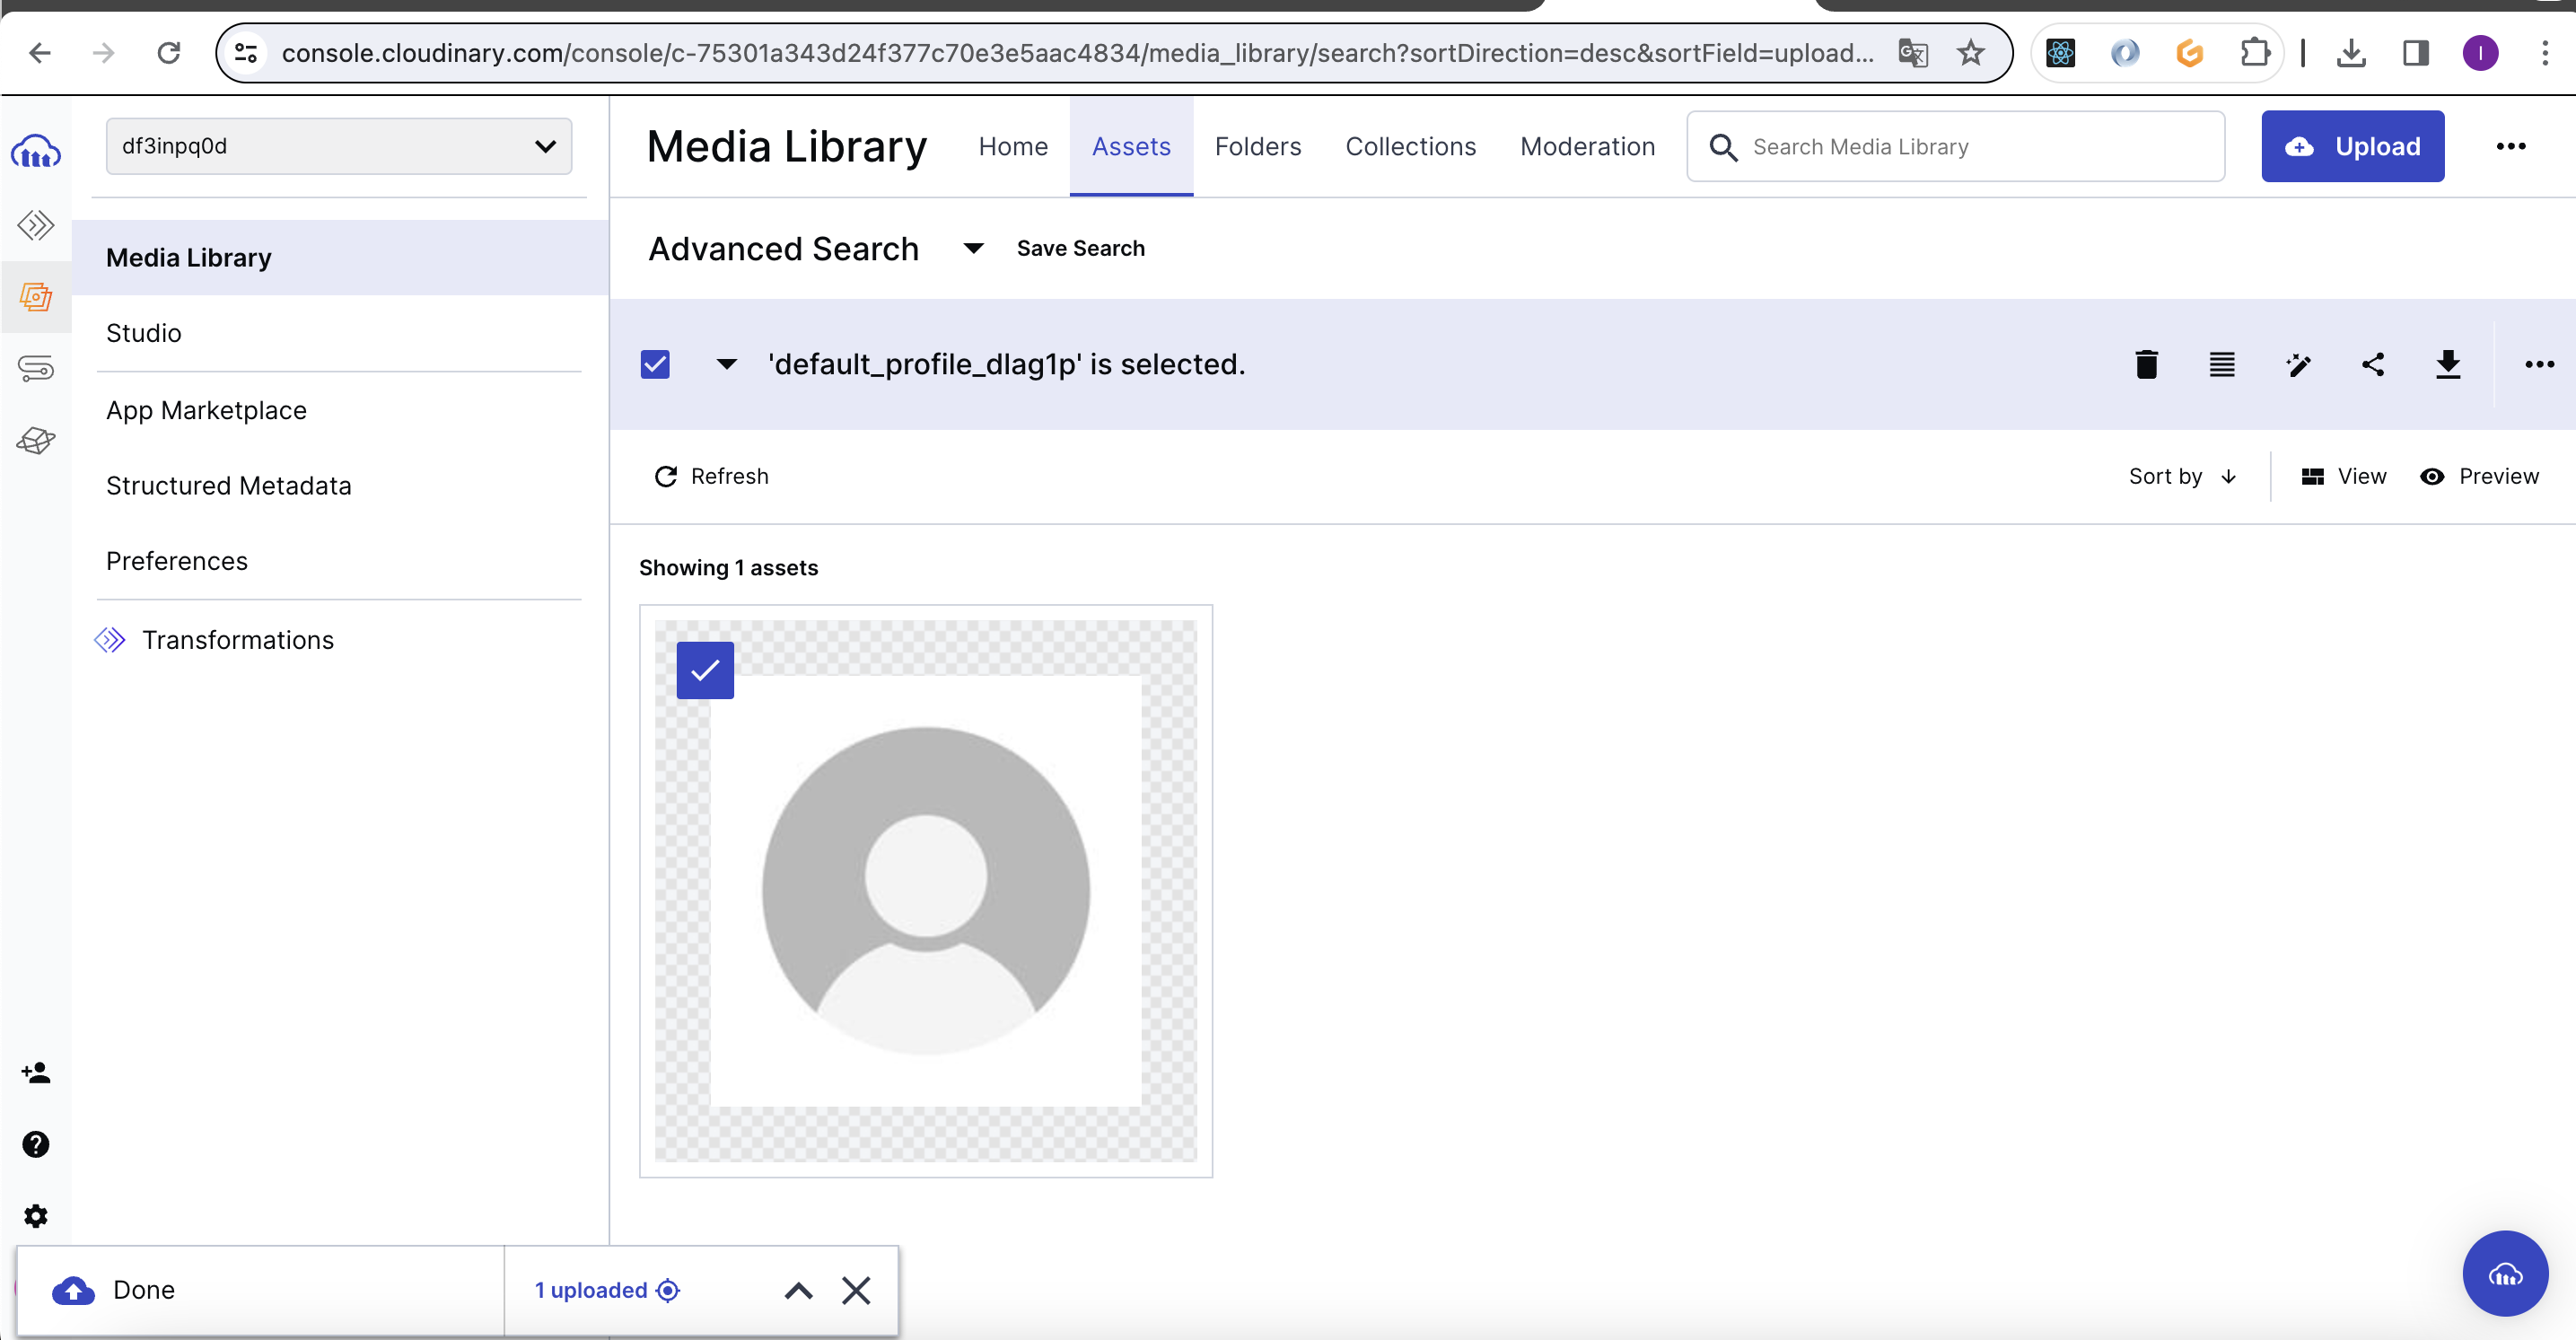 console.cloudinary.com/console/c-75301a343d24f377c70e3e5aac4834/media_library/search?sortDirection=desc&sortField=upload...
I
df3inpq0d
Media Library
Home
Assets
Folders
Collections
Moderation
Search Media Library
Upload
Media Library
Studio
App Marketplace
Structured Metadata
Preferences
Transformations
Advanced Search
Save Search
'default_profile_dlag1p' is selected.
Refresh
Sort by
View
Preview
Showing 1 assets
Done
1 uploaded